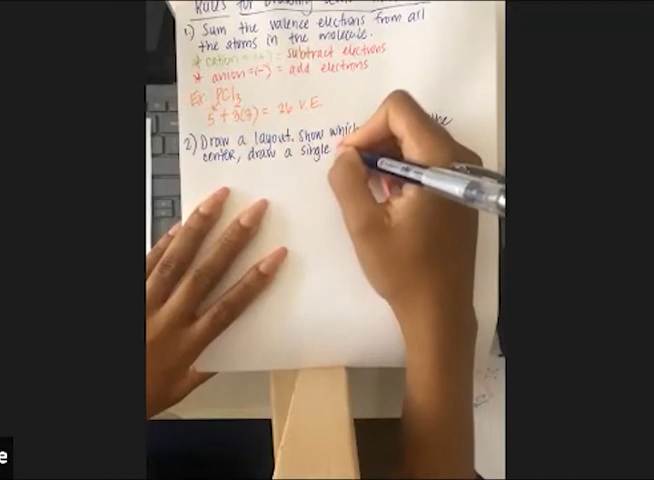 Rules for Drawing
1.) Sum the valence electrons from all
the atoms in the molecule.
* cation = (+) = subtract electrons
* anion = (-) = add electrons
Ex: PCl3
5 + 3(7) = 26 V.E.
2) Draw a layout. Show which
center, draw a single
e